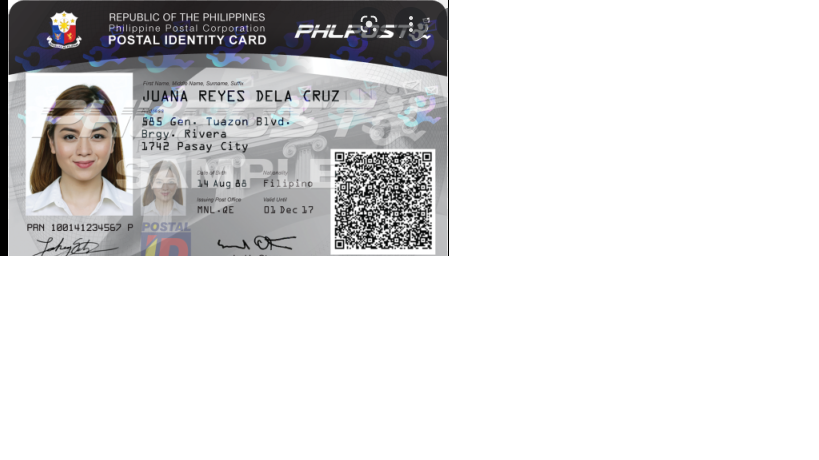 REPUBLIC OF THE PHILIPPINES
Philippine Postal Corporation
POSTAL IDENTITY CARD
PHLPOST
First Name, Middle Name, Surname, Suffix
JUANA REYES DELA CRUZ
Address
585 Gen. Tuazon Blvd.
Brgy. Rivera
1742 Pasay City
SAMPLE
Date of Birth
Nationality
14 Aug 88
Filipino
Issuing Post Office
Valid Until
MNL-QE
01 Dec 17
PRN 100141234567 P
POSTAL
ID